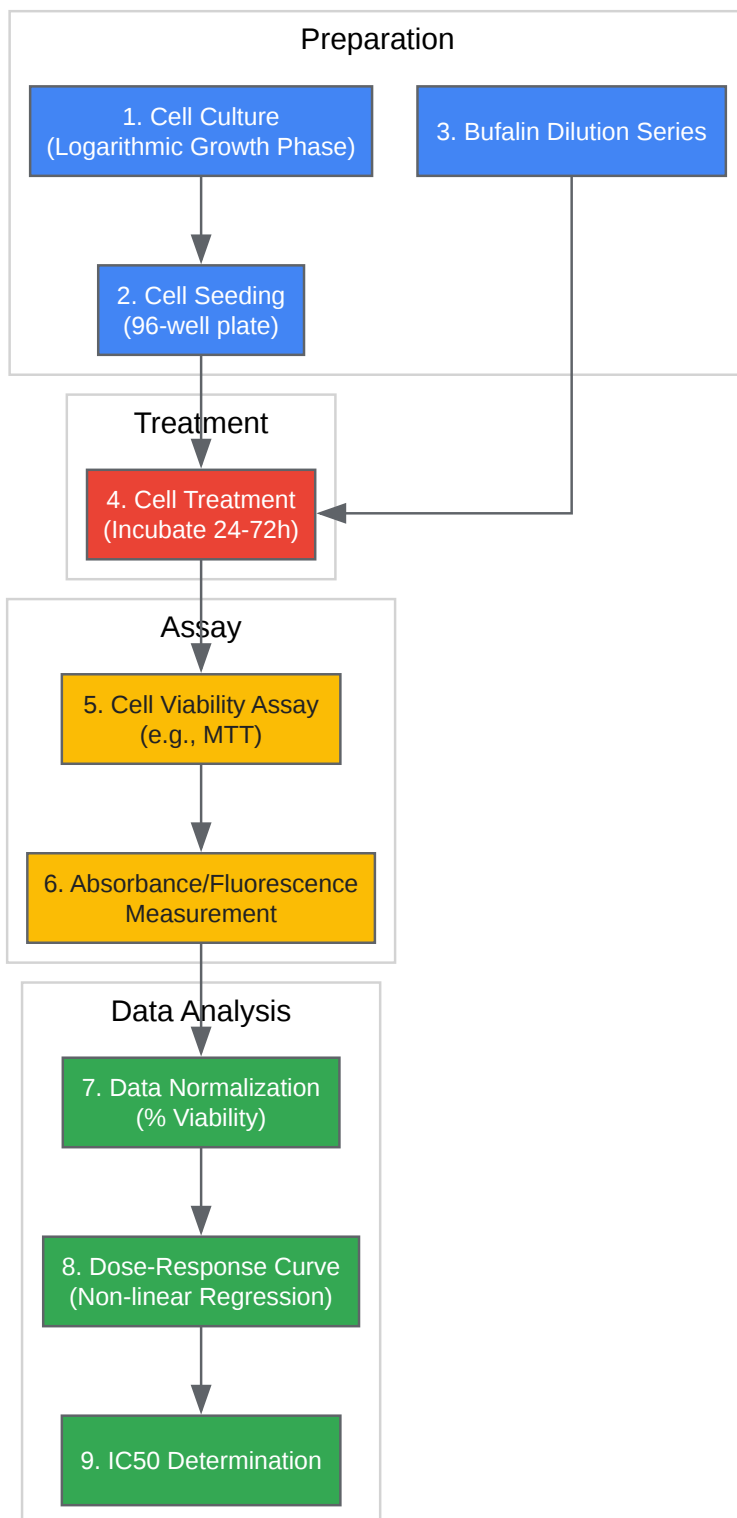 Preparation
1. Cell Culture
(Logarithmic Growth Phase)
3. Bufalin Dilution Series
2. Cell Seeding
(96-well plate)
Treatment
4. Cell Treatment
(Incubate 24-72h)
Assay
5. Cell Viability Assay
(e.g., MTT)
6. Absorbance/Fluorescence
Measurement
Data Analysis
7. Data Normalization
(% Viability)
8. Dose-Response Curve
(Non-linear Regression)
9. IC50 Determination